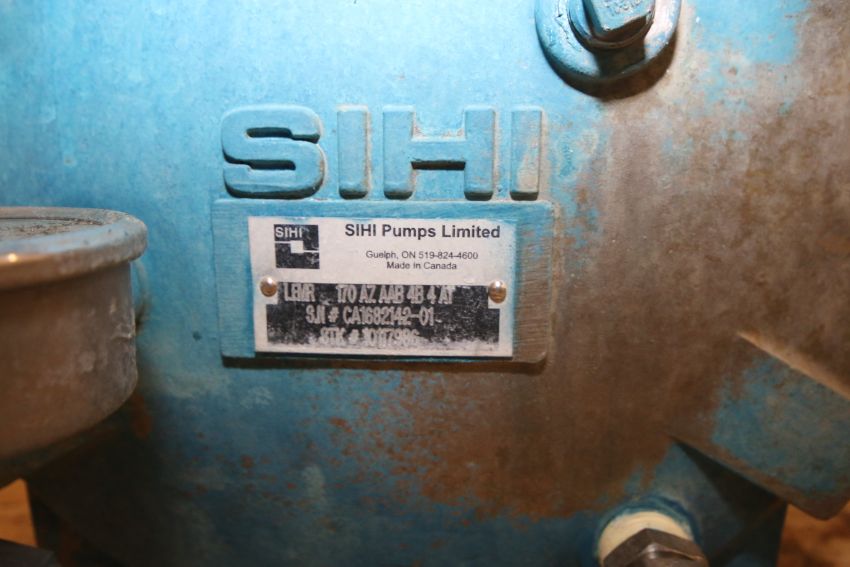 SIHI
SIHI
SIHI Pumps Limited
Guelph, ON 519-824-4600
Made in Canada
170 AZ AAB 4B 4 AT
S.N # CA1682142-01
STK #